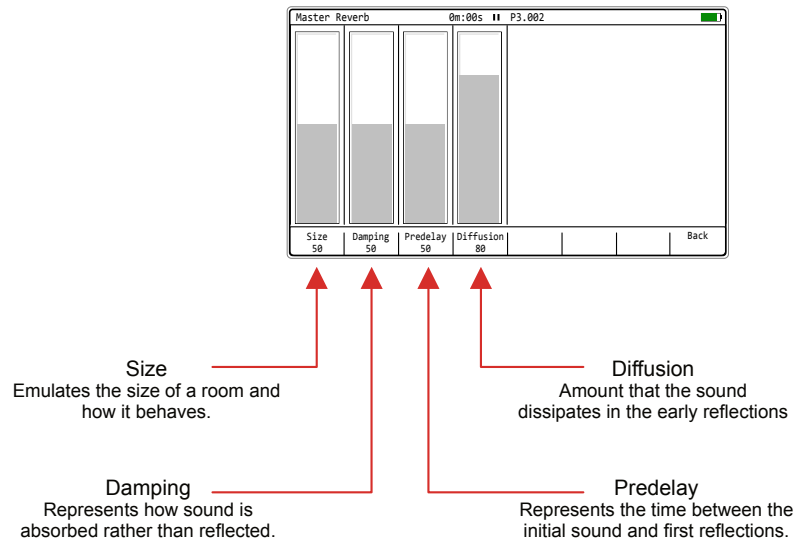 Master Reverb 0m:00s P3.002
Size Damping Predelay Diffusion Back
50 50 50 80
Size
Emulates the size of a room and
how it behaves.
Diffusion
Amount that the sound
dissipates in the early reflections
Damping
Represents how sound is
absorbed rather than reflected.
Predelay
Represents the time between the
initial sound and first reflections.